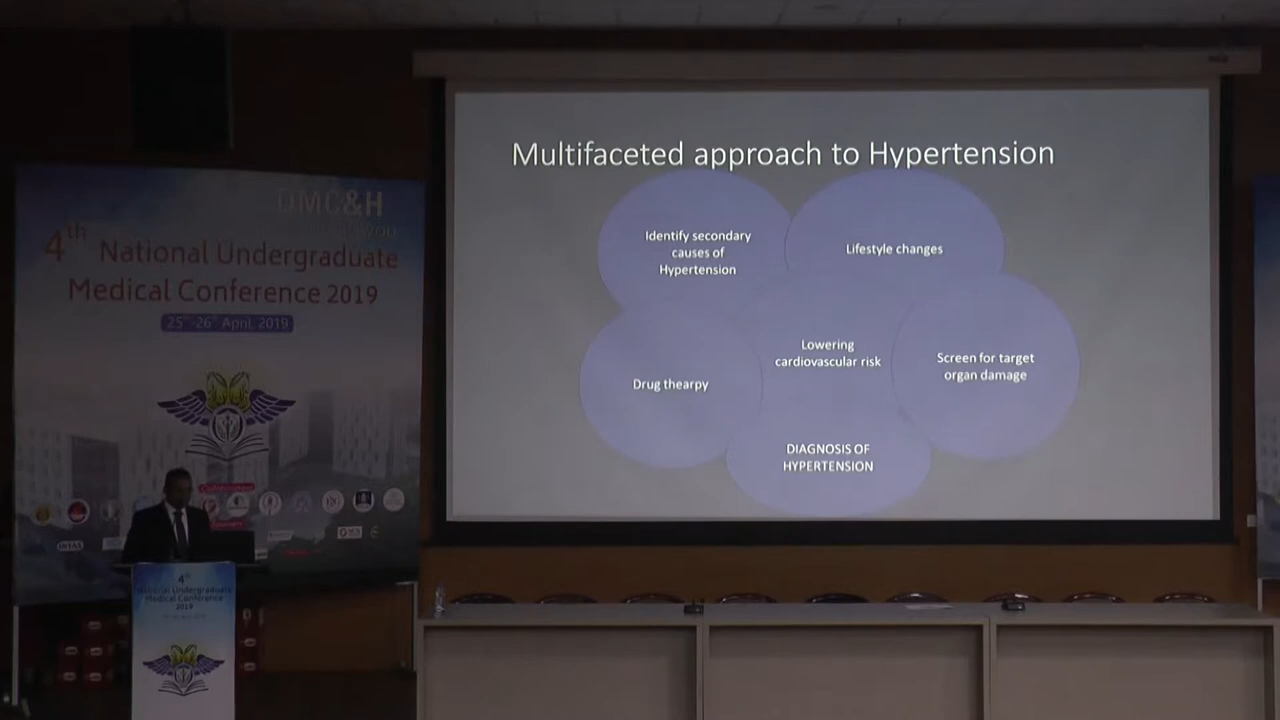 Multifaceted approach to Hypertension
Identify secondary
causes of
Hypertension
Lifestyle changes
Lowering
cardiovascular risk
Screen for target
organ damage
Drug thearpy
DIAGNOSIS OF
HYPERTENSION
DMC&H
4th National Undergraduate
Medical Conference 2019
25th-26th April, 2019
INTAS
4th
National Undergraduate
Medical Conference
2019